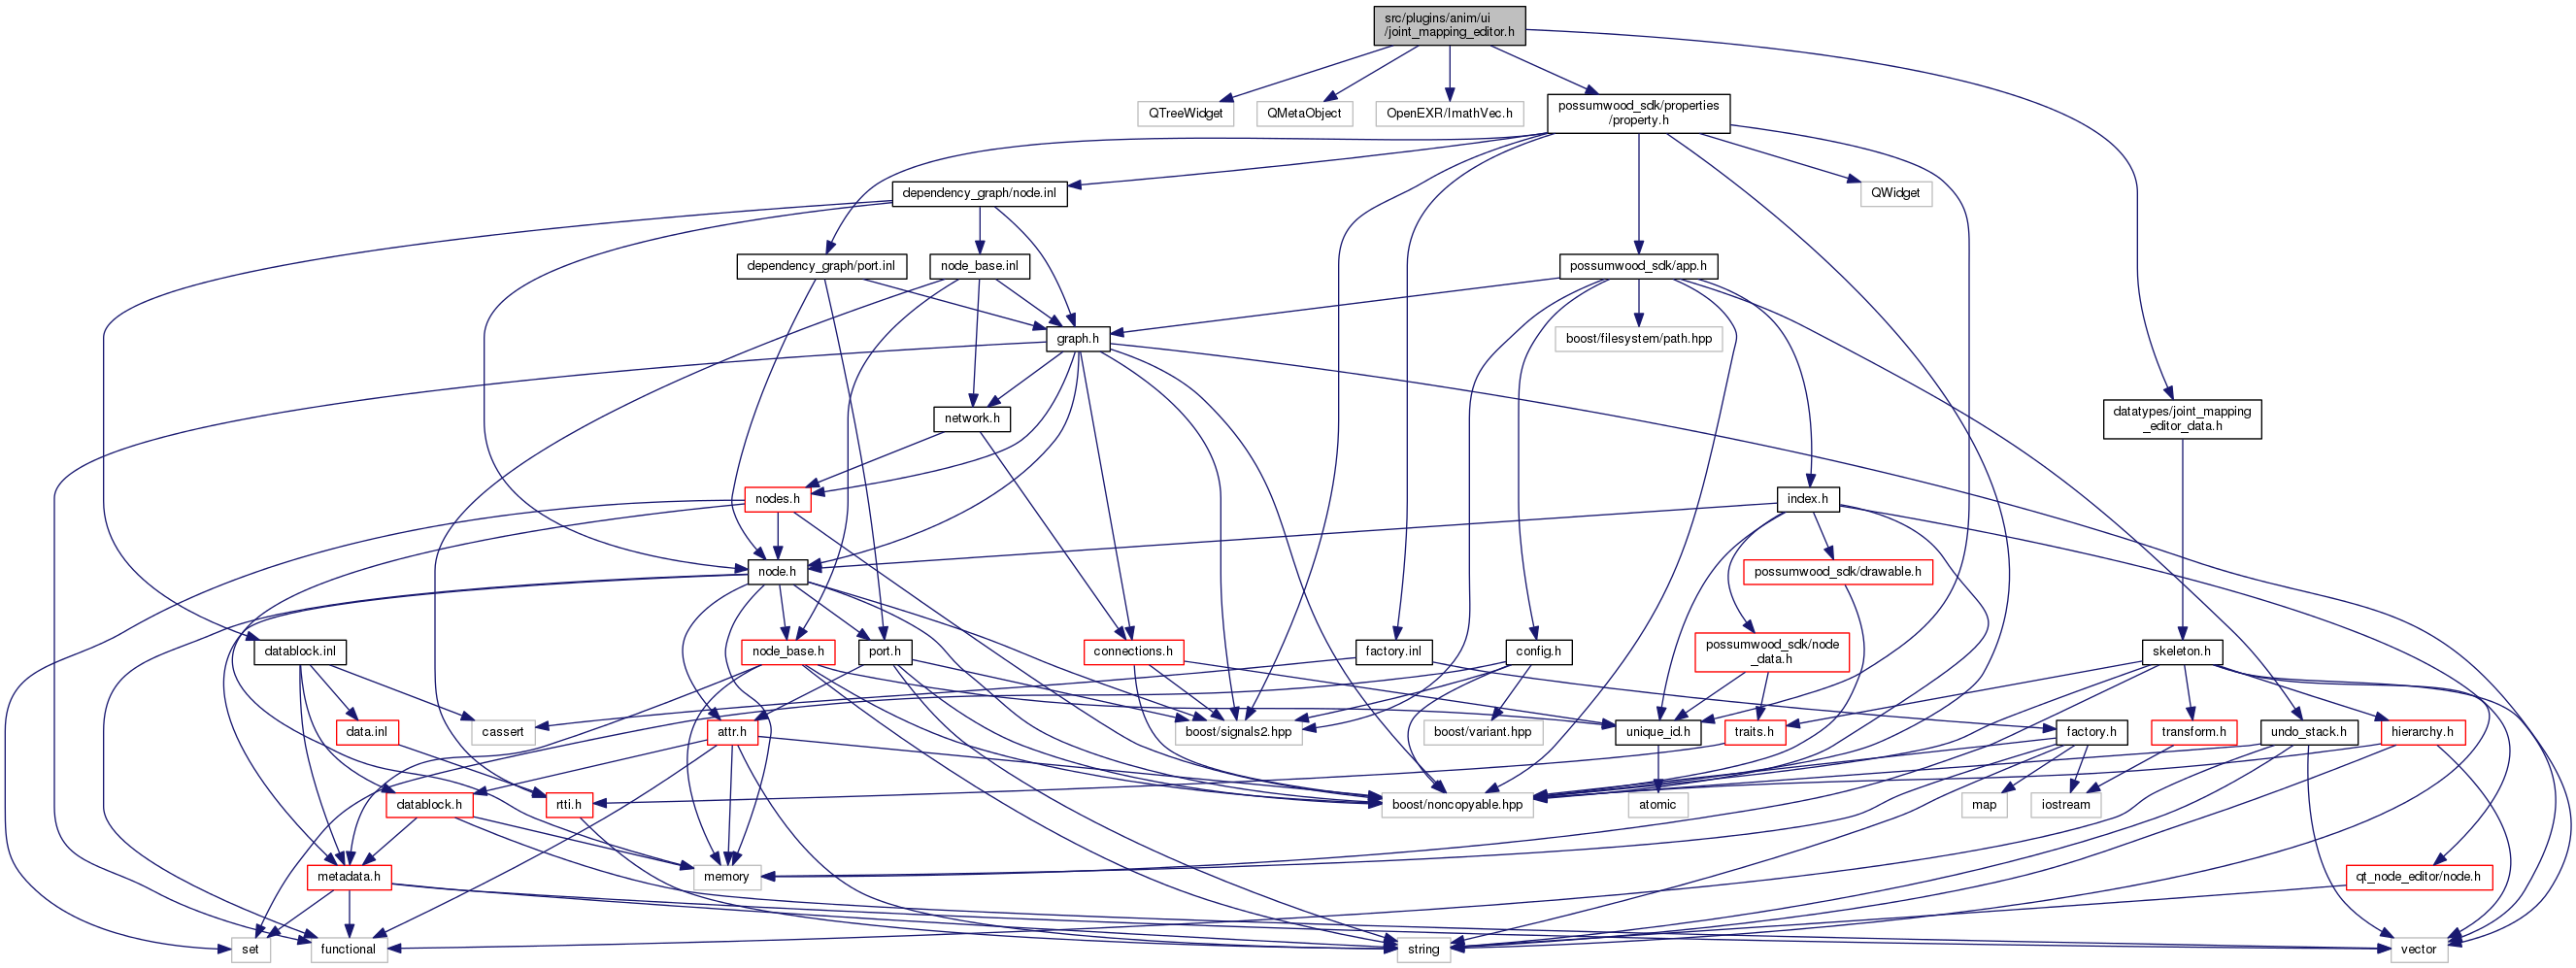 src/plugins/anim/ui
/joint_mapping_editor.h
QTreeWidget
QMetaObject
OpenEXR/ImathVec.h
possumwood_sdk/properties
/property.h
dependency_graph/node.inl
QWidget
dependency_graph/port.inl
node_base.inl
possumwood_sdk/app.h
graph.h
boost/filesystem/path.hpp
network.h
datatypes/joint_mapping
_editor_data.h
nodes.h
index.h
node.h
possumwood_sdk/drawable.h
datablock.inl
node_base.h
port.h
connections.h
factory.inl
config.h
possumwood_sdk/node
_data.h
skeleton.h
data.inl
cassert
attr.h
boost/signals2.hpp
boost/variant.hpp
unique_id.h
traits.h
factory.h
transform.h
undo_stack.h
hierarchy.h
datablock.h
rtti.h
boost/noncopyable.hpp
atomic
map
iostream
metadata.h
memory
qt_node_editor/node.h
set
functional
string
vector